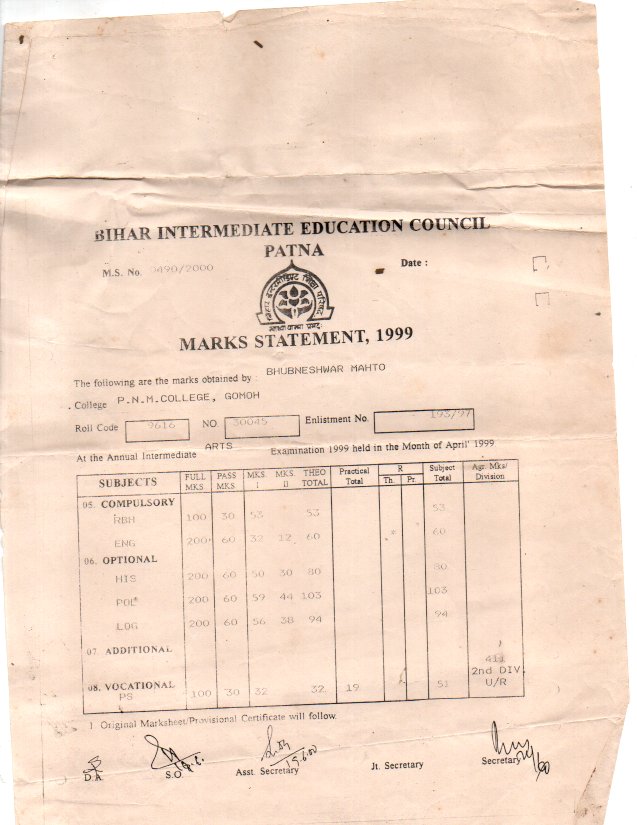 BIHAR INTERMEDIATE EDUCATION COUNCIL
PATNA
M.S. No. 0490/2000 Date :
MARKS STATEMENT, 1999
The following are the marks obtained by BHUBNESHWAR MAHTO
College P.N.M.COLLEGE, GOMOH
Roll Code 9616 NO. 30045 Enlistment No. 193/97
At the Annual Intermediate ARTS Examination 1999 held in the Month of April' 1999
SUBJECTS FULL MKS. PASS MKS. MKS. I MKS. II THEO TOTAL Practical Total R Th. Pr. Subject Total Agr. Mks/ Division
05. COMPULSORY
RBH 100 30 53 53 53
ENG 200 60 32 12 60 * 60
06. OPTIONAL
HIS 200 60 50 30 80 80
POL* 200 60 59 44 103 103
LOG 200 60 56 38 94 94
07. ADDITIONAL
411
2nd DIV.
U/R
08. VOCATIONAL
PS 100 30 32 32 19 51
Original Marksheet/Provisional Certificate will follow.
19.6.00
D.A. S.O. Asst. Secretary Jt. Secretary Secretary